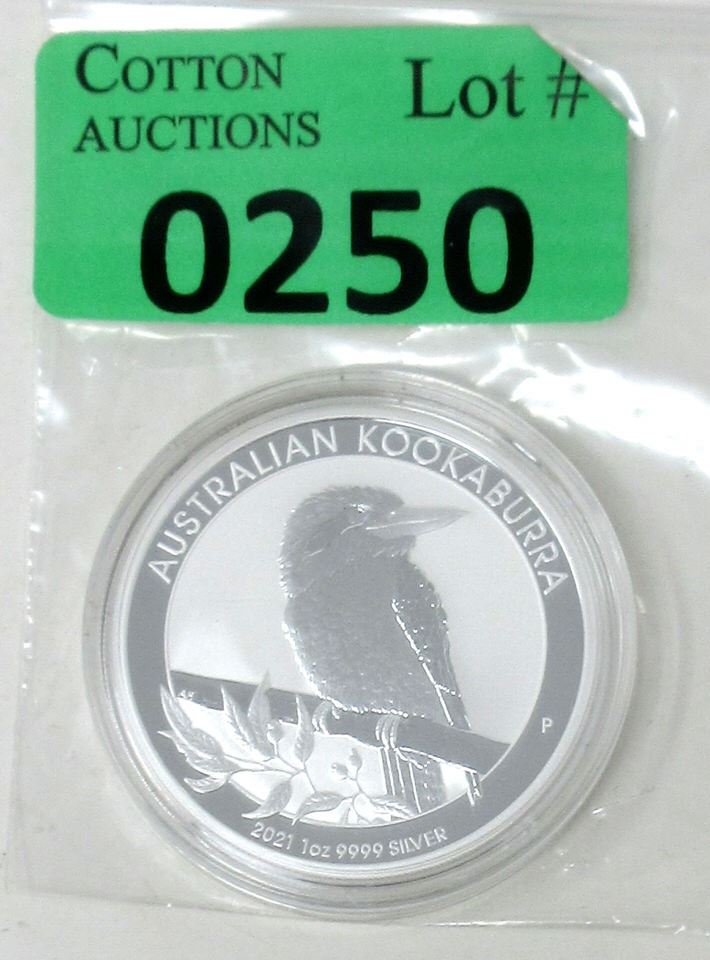 COTTON
AUCTIONS
Lot #
0250
AUSTRALIAN KOOKABURRA
P
2021 1oz 9999 SILVER